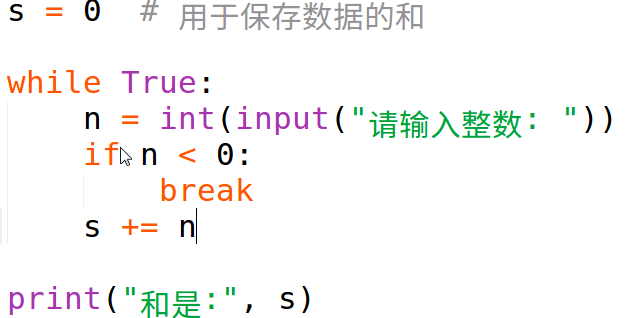 s = 0  # 用于保存数据的和
while True:
    n = int(input("请输入整数: "))
    if n < 0:
        break
    s += n
print("和是:", s)